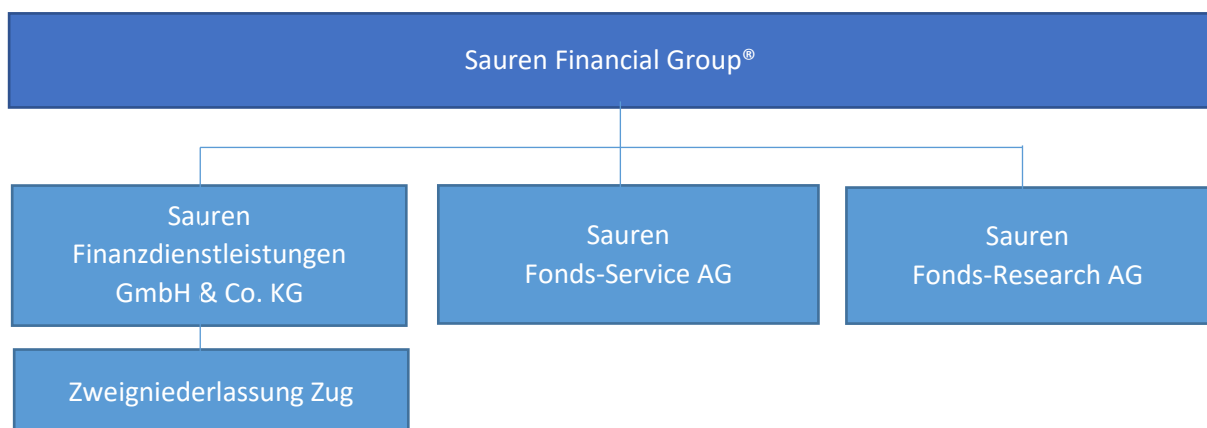 Sauren Financial Group®
Sauren
Finanzdienstleistungen
GmbH & Co. KG
Sauren
Fonds-Service AG
Sauren
Fonds-Research AG
Zweigniederlassung Zug